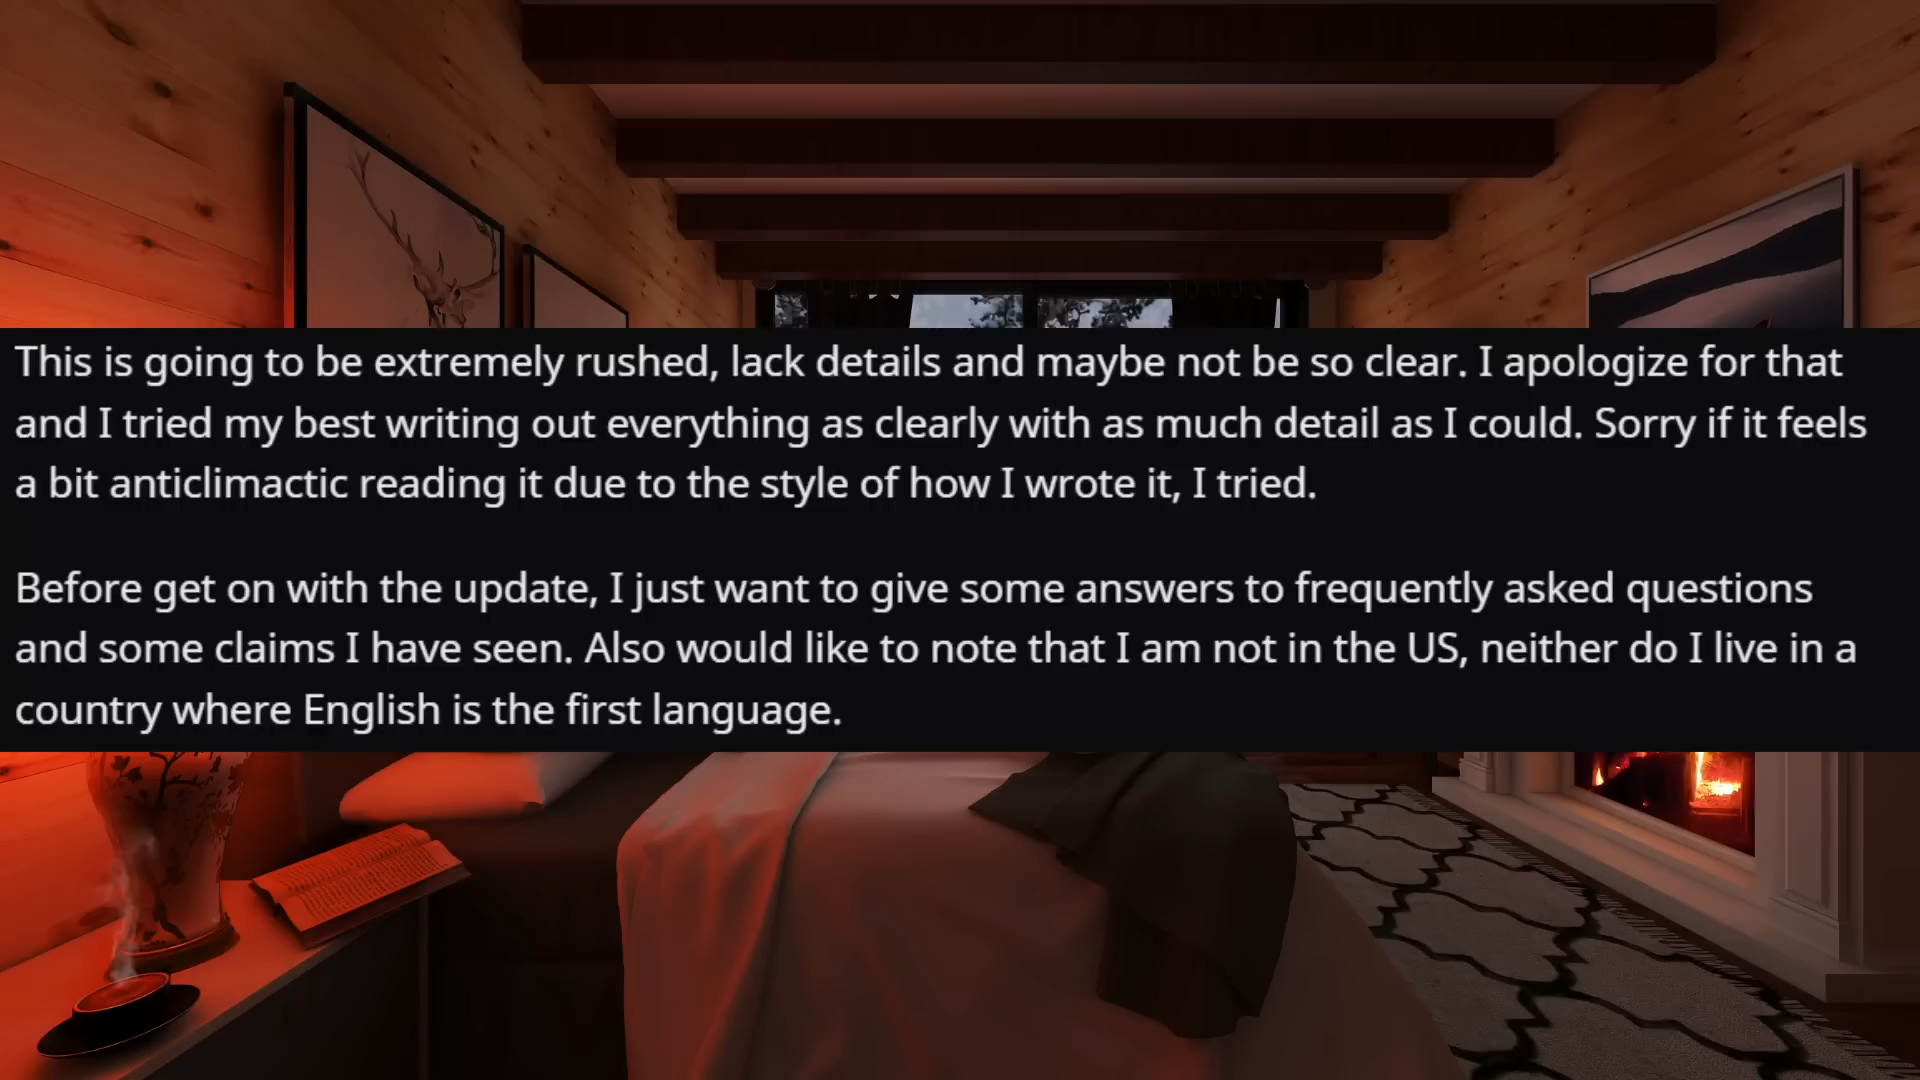 This is going to be extremely rushed, lack details and maybe not be so clear. I apologize for that
and I tried my best writing out everything as clearly with as much detail as I could. Sorry if it feels
a bit anticlimactic reading it due to the style of how I wrote it, I tried.
Before get on with the update, I just want to give some answers to frequently asked questions
and some claims I have seen. Also would like to note that I am not in the US, neither do I live in a
country where English is the first language.